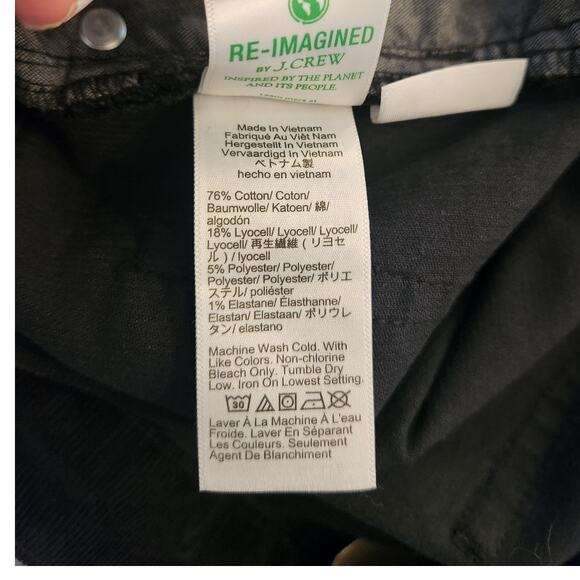 RE-IMAGINED
BY J.CREW
INSPIRED BY THE PLANET
AND ITS PEOPLE.
Made In Vietnam
Fabriqué Au Viêt Nam
Hergestellt In Vietnam
Vervaardigd In Vietnam
ベトナム製
hecho en vietnam
76% Cotton/ Coton/
Baumwolle/ Katoen/ 綿/
algodón
18% Lyocell/ Lyocell/ Lyocell/
Lyocell/ 再生繊維 ( リヨセ
ル ) / lyocell
5% Polyester/ Polyester/
Polyester/ Polyester/ ポリエ
ステル/ poliéster
1% Elastane/ Élasthanne/
Elastan/ Elastaan/ ポリウレ
タン/ elastano
Machine Wash Cold. With
Like Colors. Non-chlorine
Bleach Only. Tumble Dry
Low. Iron On Lowest Setting.
30
Laver À La Machine À L'eau
Froide. Laver En Séparant
Les Couleurs. Seulement
Agent De Blanchiment